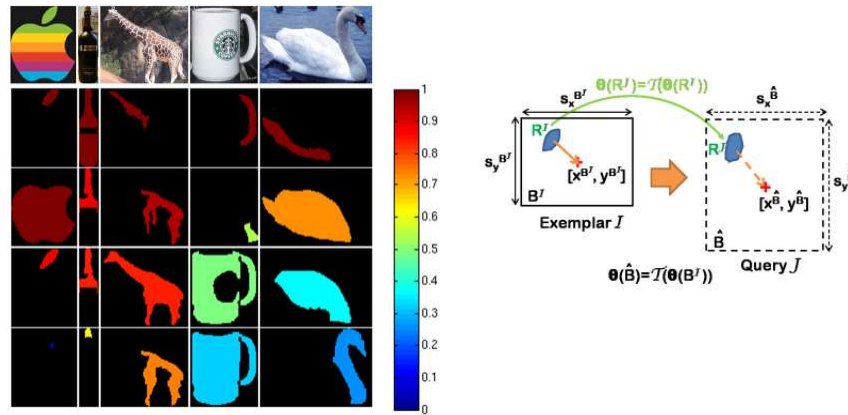 STARBUCKS
1
0.9
0.8
0.7
0.6
0.5
0.4
0.3
0.2
0.1
0
θ(R^J)=T(θ(R^I))
s_x^{B^I}
s_x^{B̂}
s_y^{B^I}
R^I
[x^{B^I}, y^{B^I}]
B^I
Exemplar I
R^J
[x^{B̂}, y^{B̂}]
B̂
Query J
θ(B̂)=T(θ(B^I))